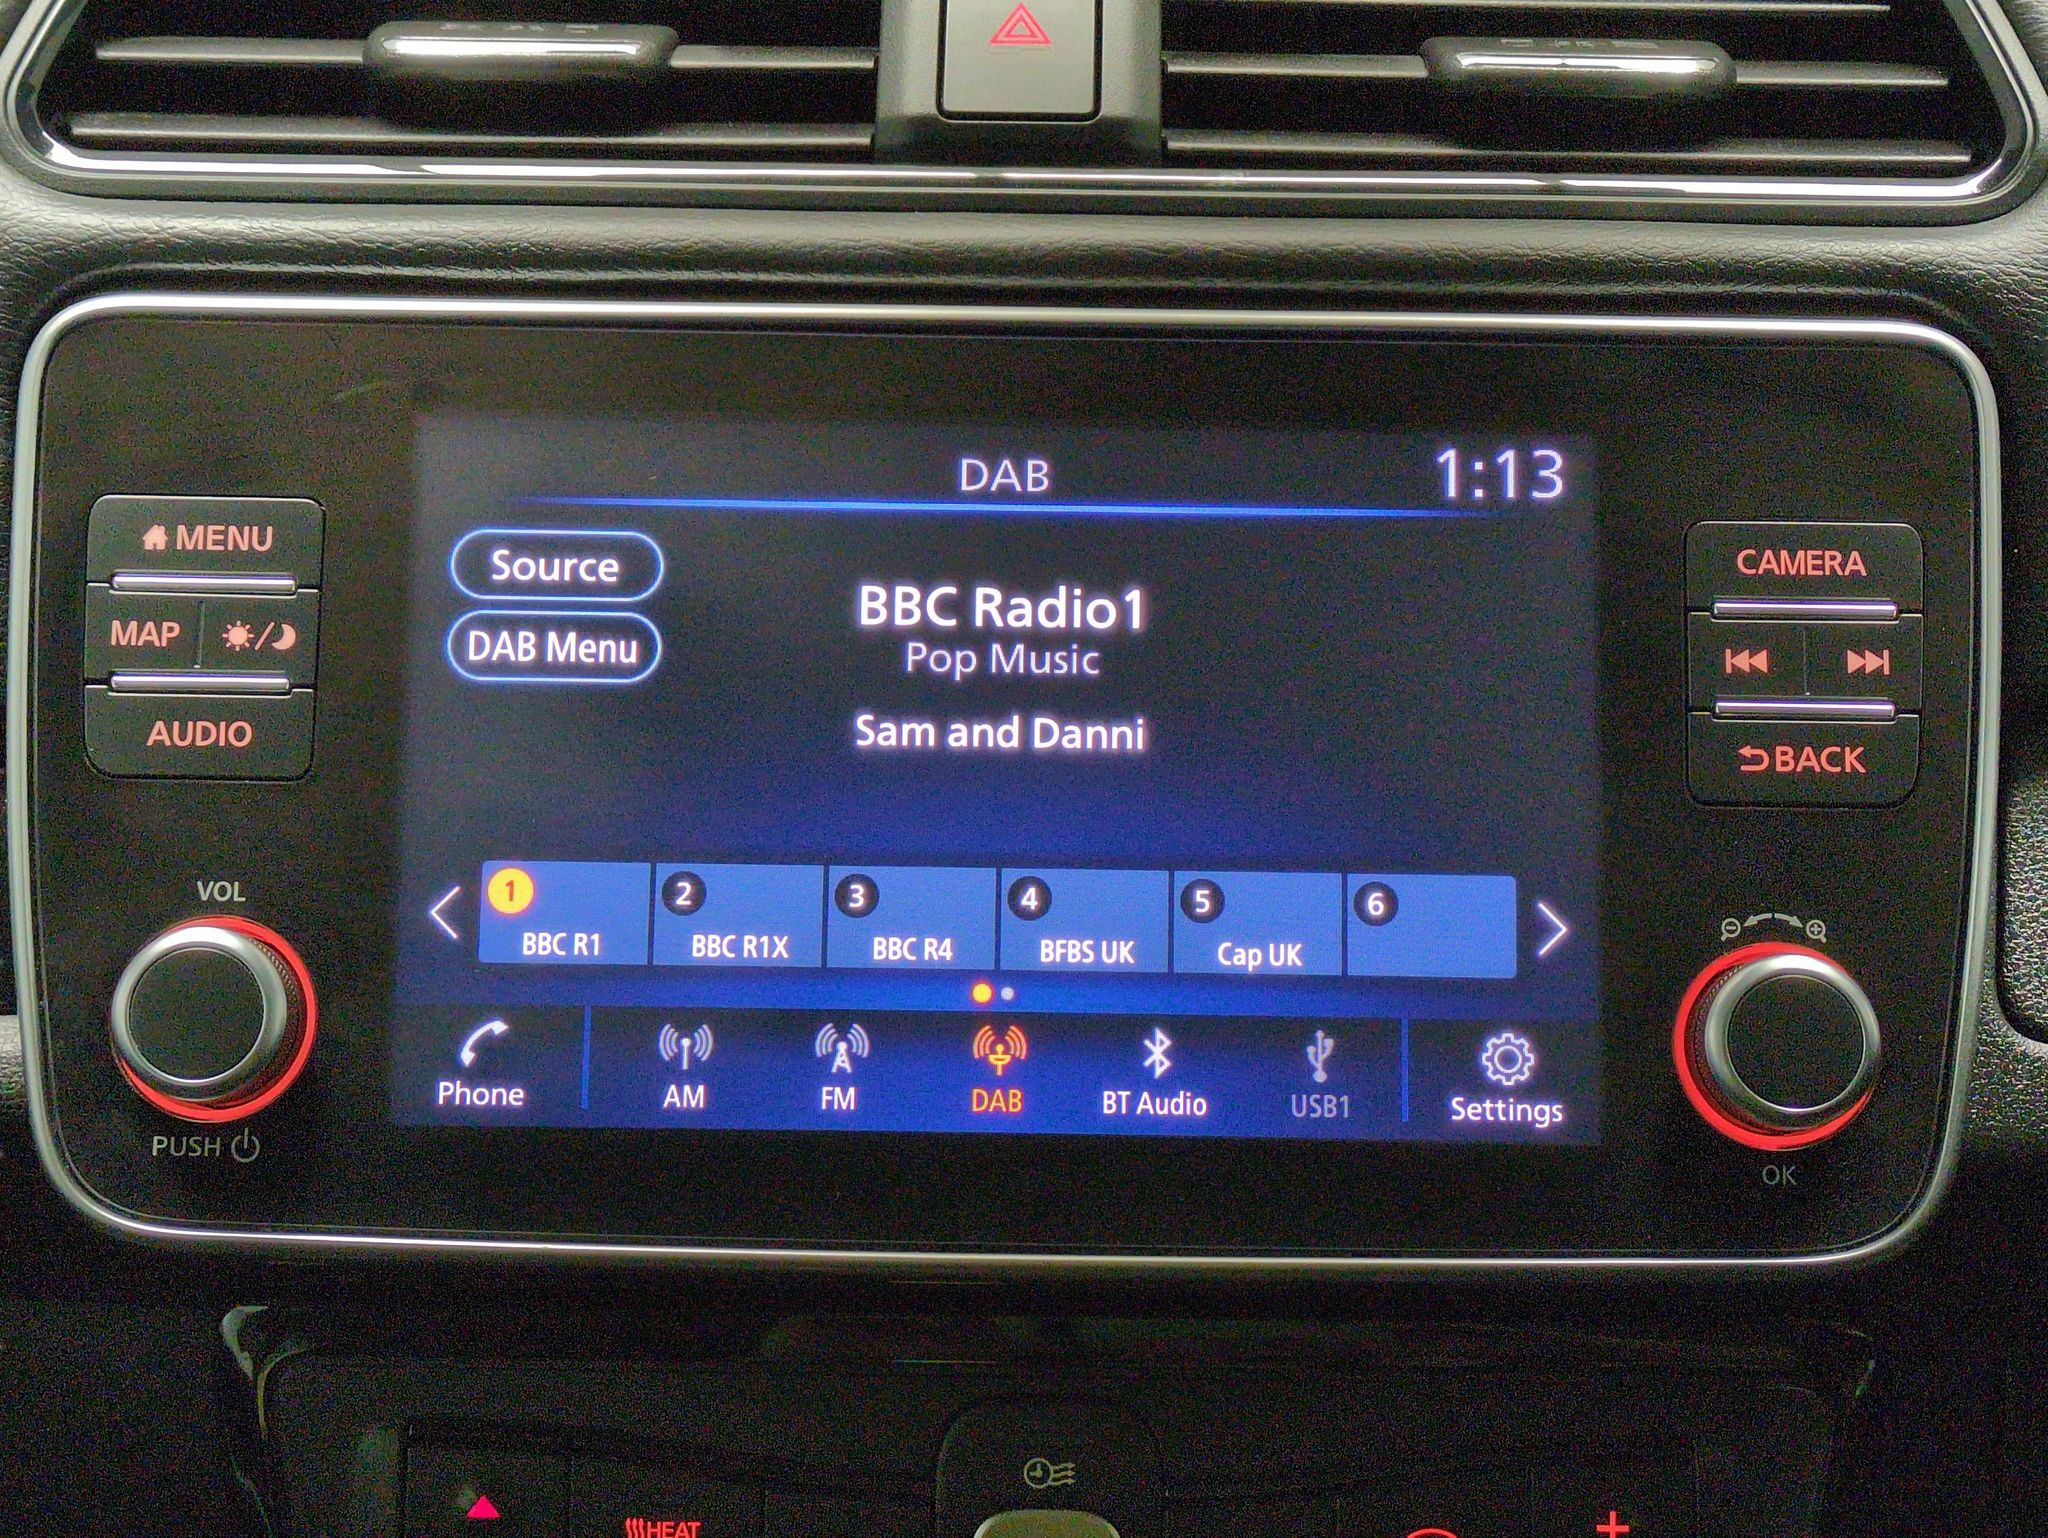 DAB
1:13
MENU
Source
CAMERA
BBC Radio1
MAP
DAB Menu
Pop Music
AUDIO
Sam and Danni
BACK
VOL
1
2
3
4
5
6
BBC R1
BBC R1X
BBC R4
BFBS UK
Cap UK
Phone
AM
FM
DAB
BT Audio
USB1
Settings
PUSH
OK
HEAT